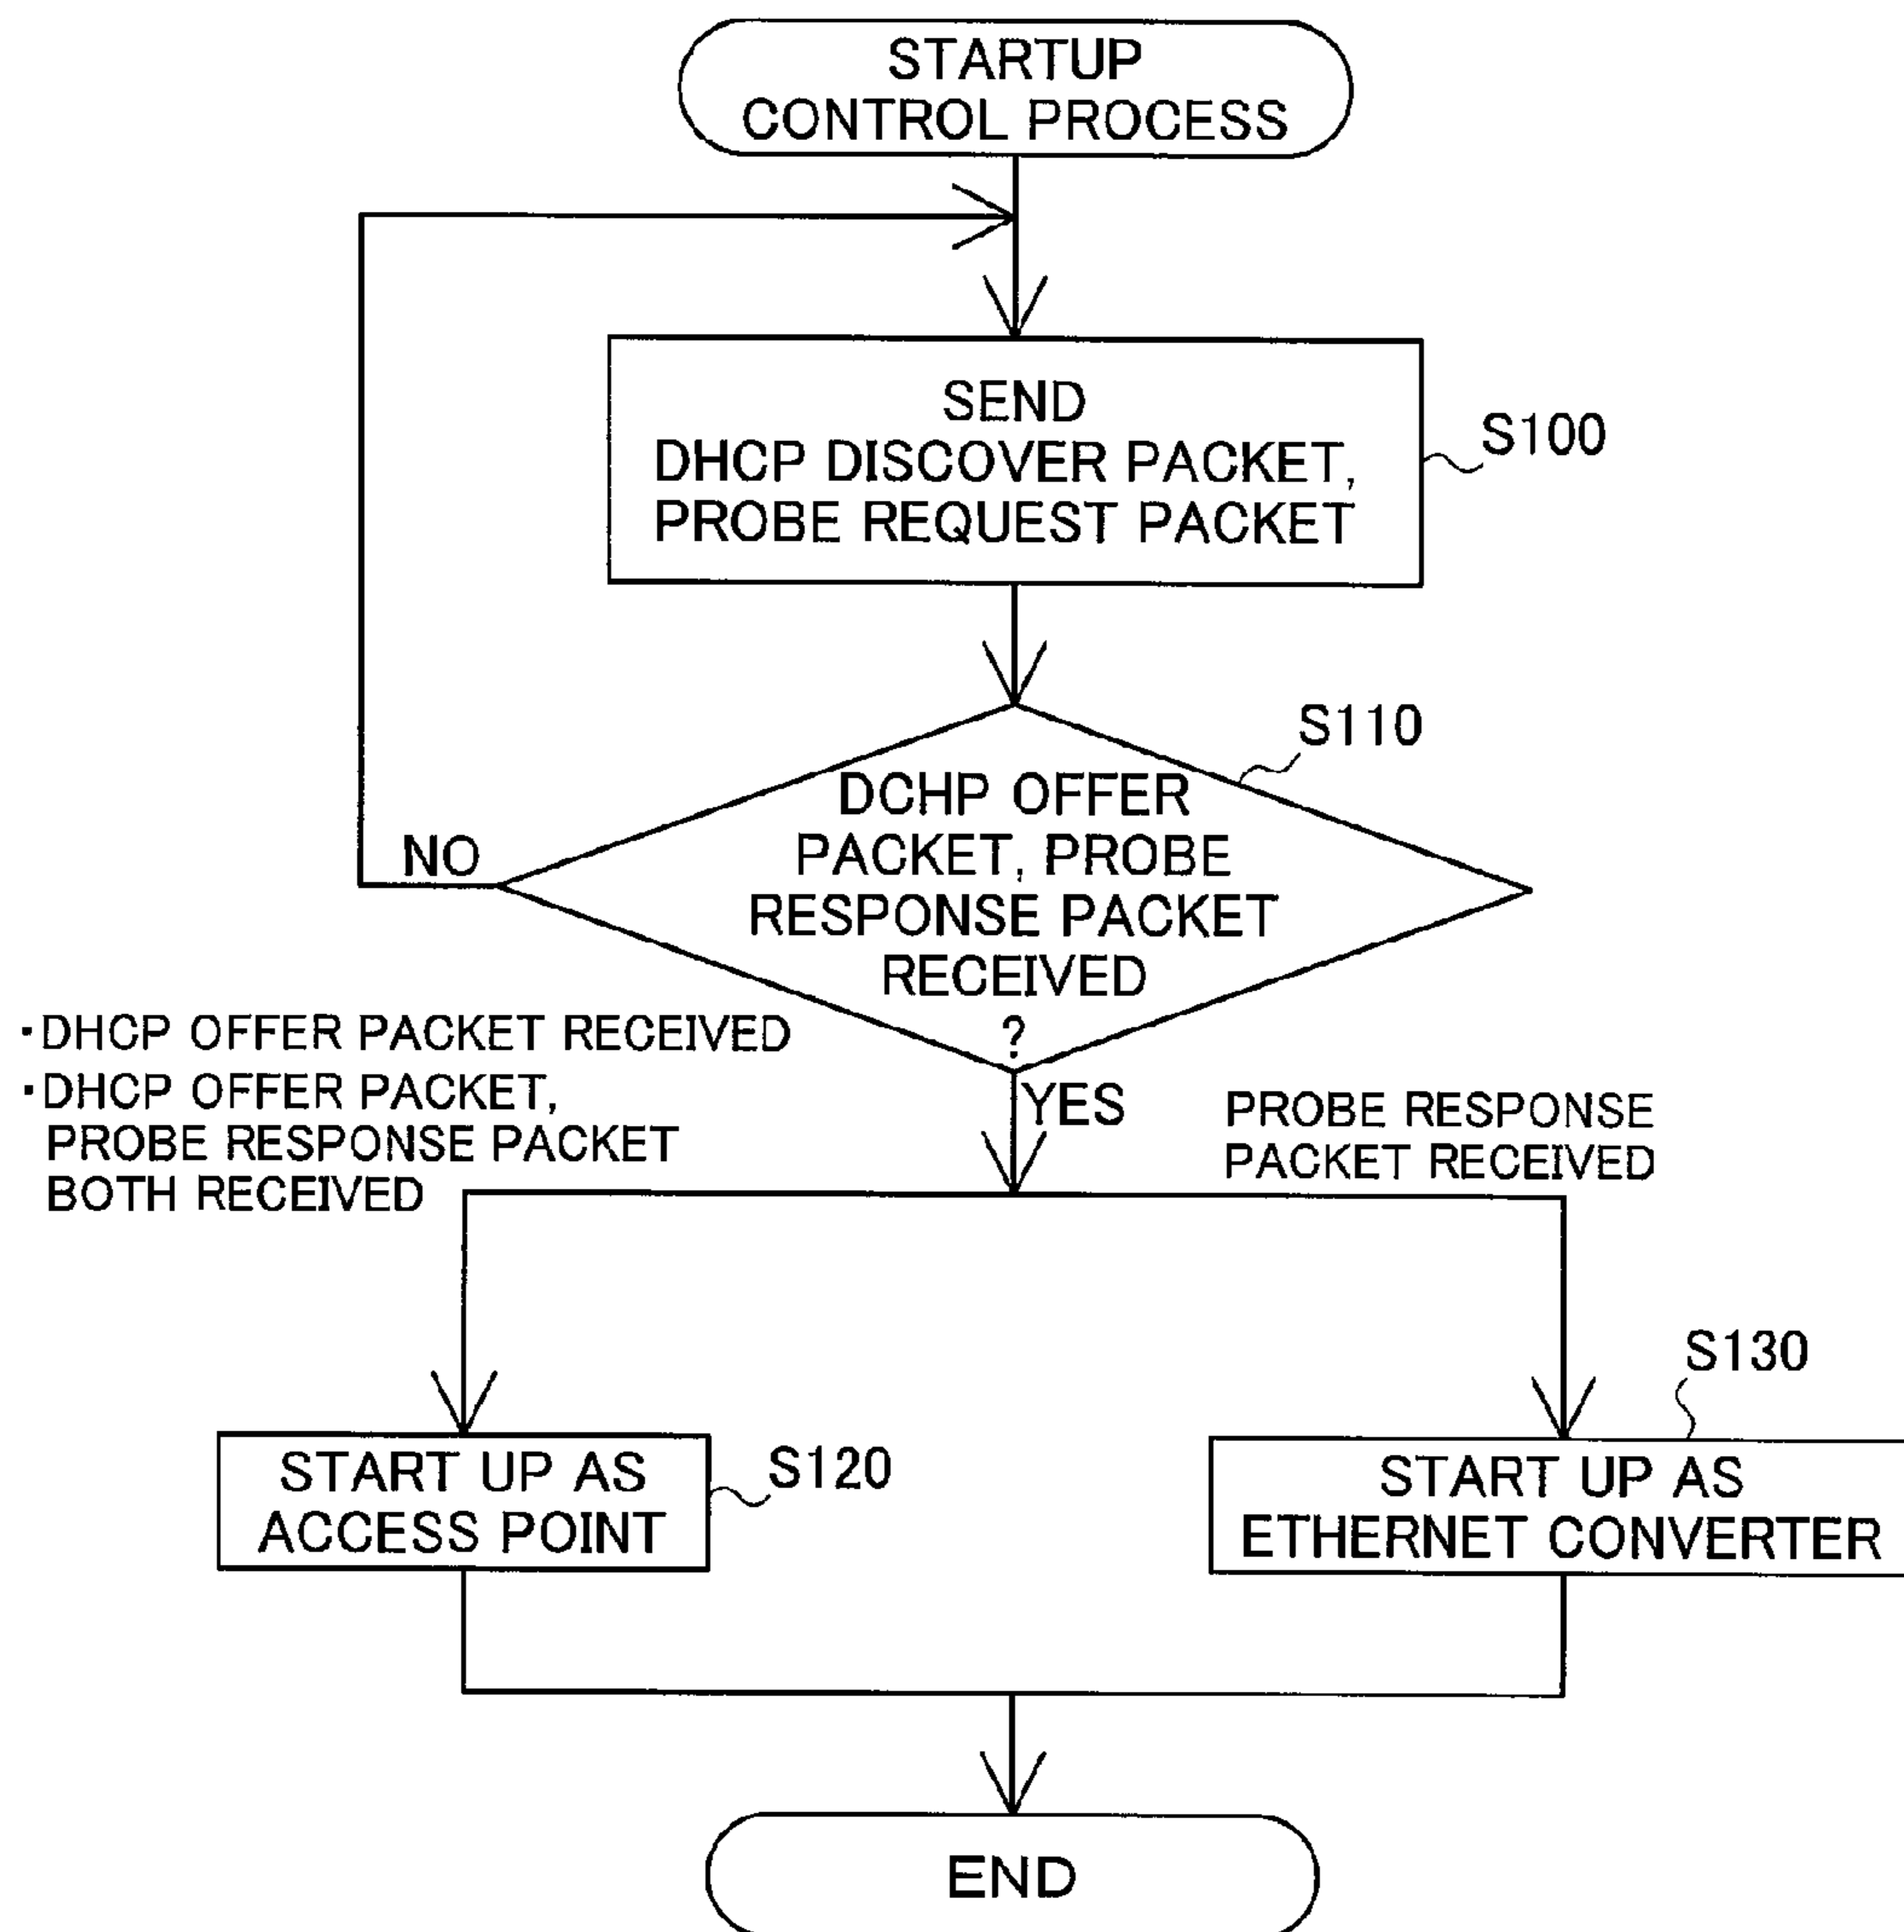 STARTUP
CONTROL PROCESS
SEND
DHCP DISCOVER PACKET,
PROBE REQUEST PACKET
S100
S110
DCHP OFFER
PACKET, PROBE
RESPONSE PACKET
RECEIVED
?
NO
・DHCP OFFER PACKET RECEIVED
・DHCP OFFER PACKET,
PROBE RESPONSE PACKET
BOTH RECEIVED
YES
PROBE RESPONSE
PACKET RECEIVED
START UP AS
ACCESS POINT
S120
S130
START UP AS
ETHERNET CONVERTER
END